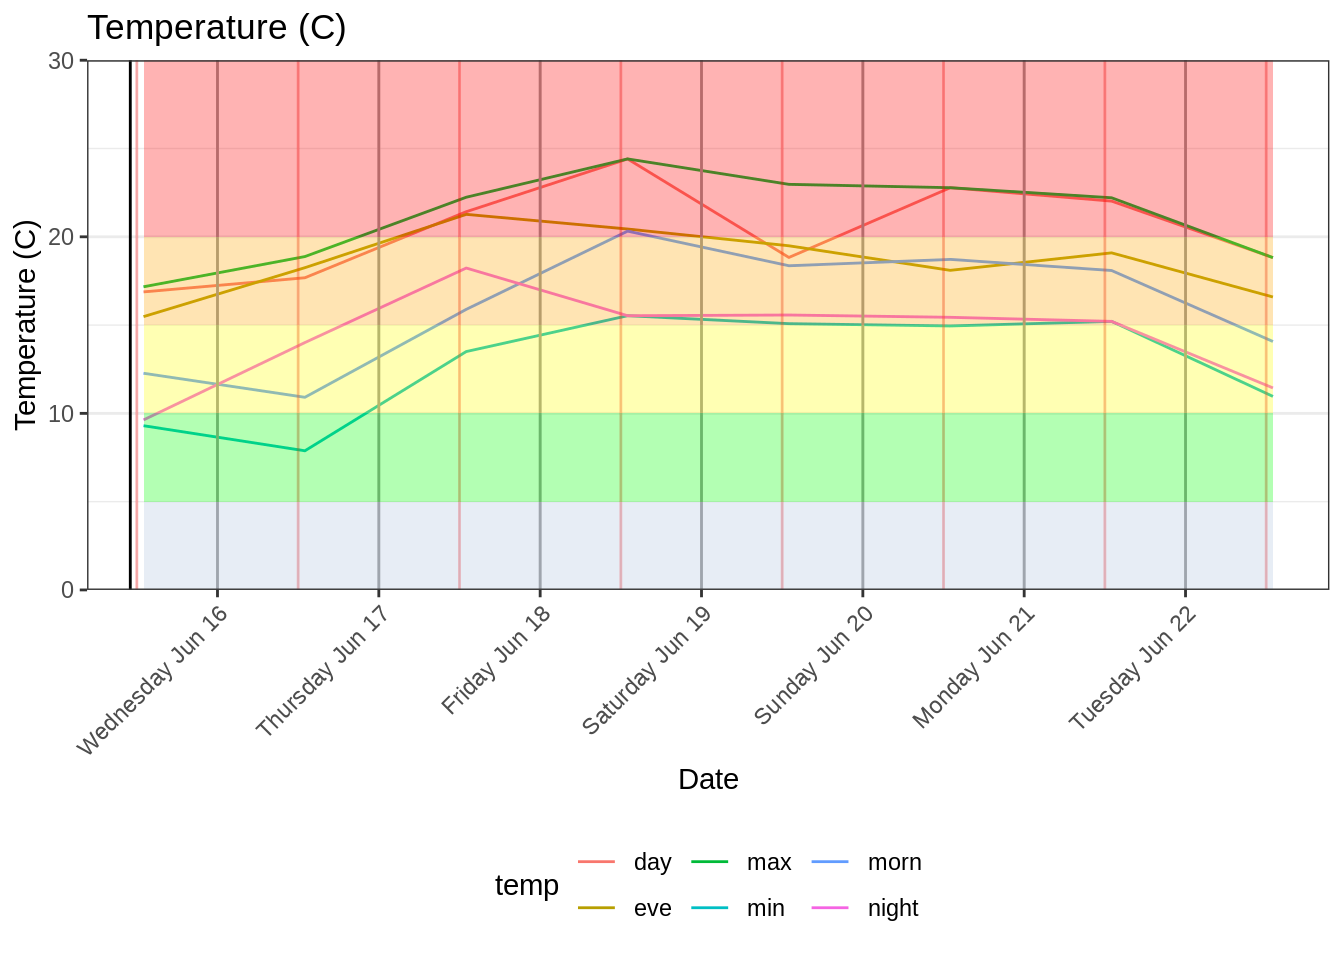 Temperature (C)
Temperature (C)
30
20
10
0
Wednesday Jun 16
Thursday Jun 17
Friday Jun 18
Saturday Jun 19
Sunday Jun 20
Monday Jun 21
Tuesday Jun 22
Date
temp
day
max
morn
eve
min
night